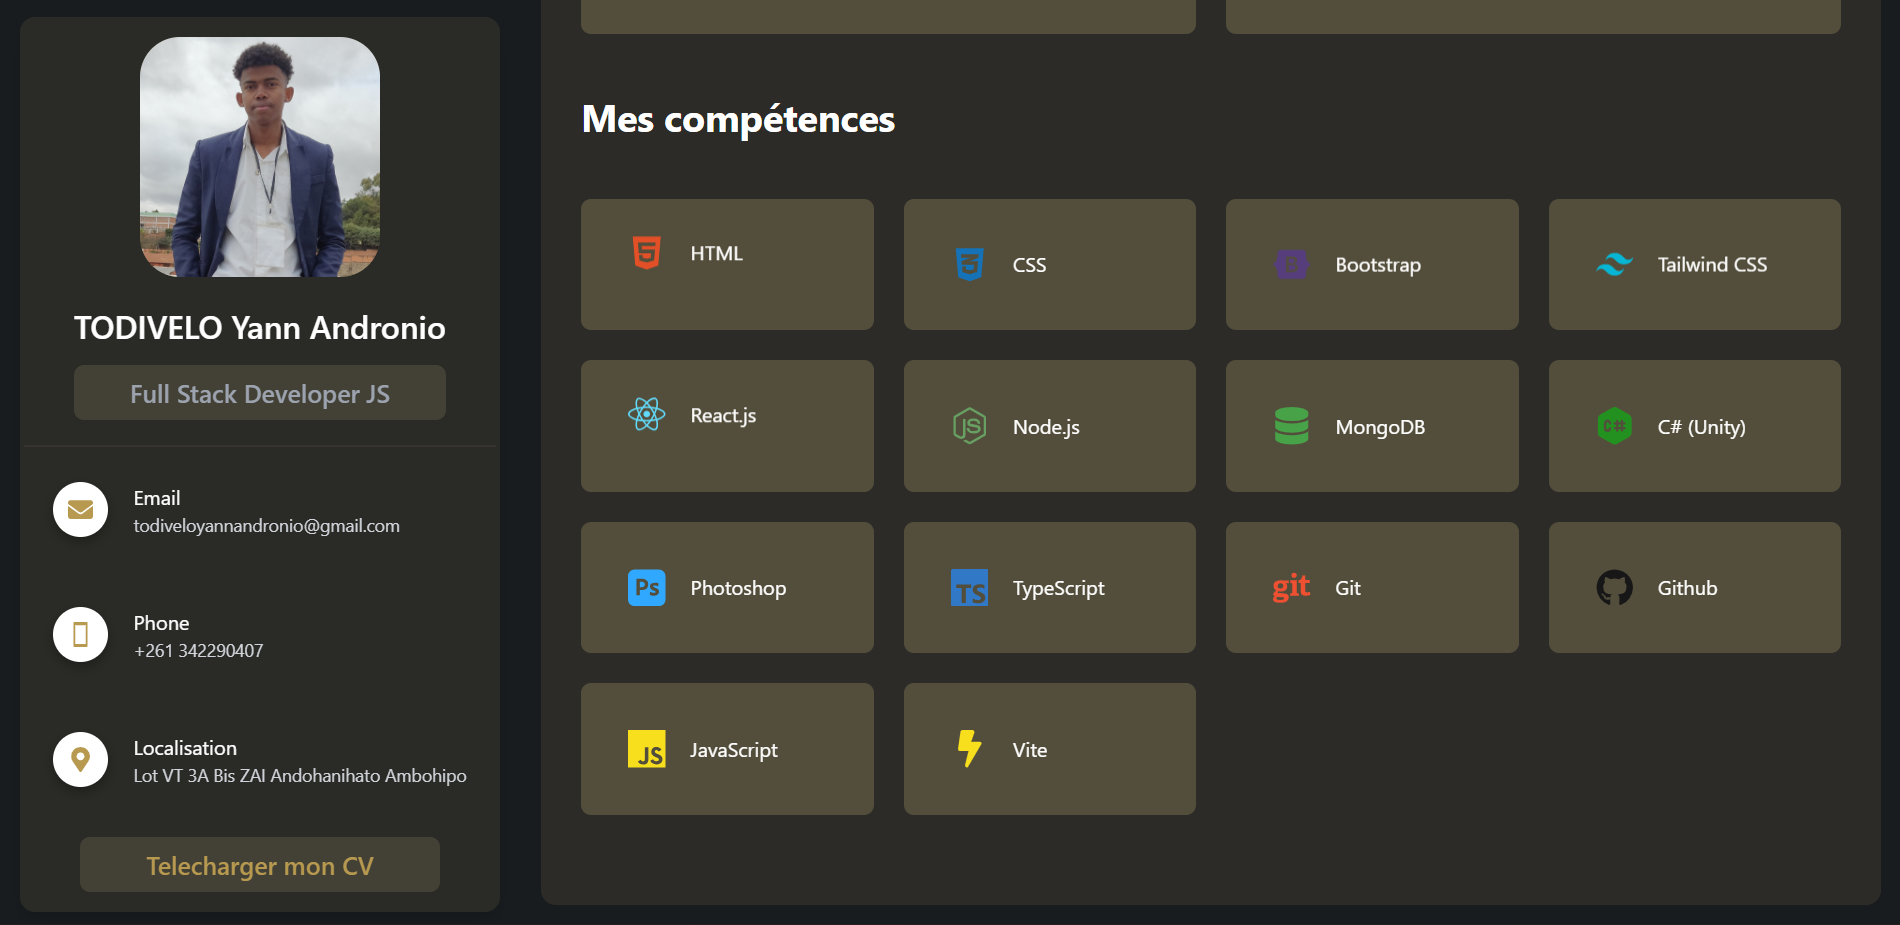 TODIVELO Yann Andronio
Full Stack Developer JS
Email
todiveloyannandronio@gmail.com
Phone
+261 342290407
Localisation
Lot VT 3A Bis ZAI Andohanihato Ambohipo
Telecharger mon CV
Mes compétences
HTML
CSS
B Bootstrap
Tailwind CSS
React.js
JS Node.js
MongoDB
C# C# (Unity)
Ps Photoshop
TS TypeScript
git Git
Github
JS JavaScript
Vite